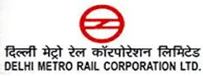 दिल्ली मेट्रो रेल कॉरपोरेशन लिमिटेड
DELHI METRO RAIL CORPORATION LTD.